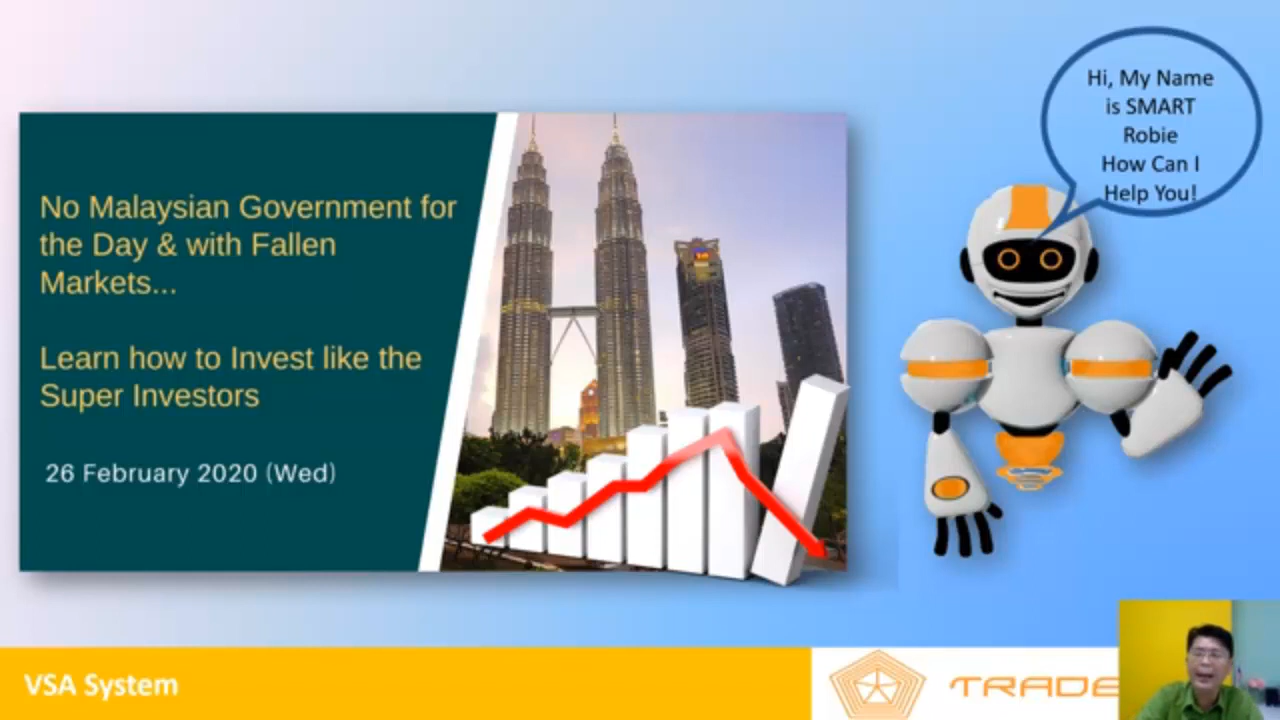 No Malaysian Government for
the Day & with Fallen
Markets...
Learn how to Invest like the
Super Investors
26 February 2020 (Wed)
Hi, My Name
is SMART
Robie
How Can I
Help You!
VSA System
TRADE